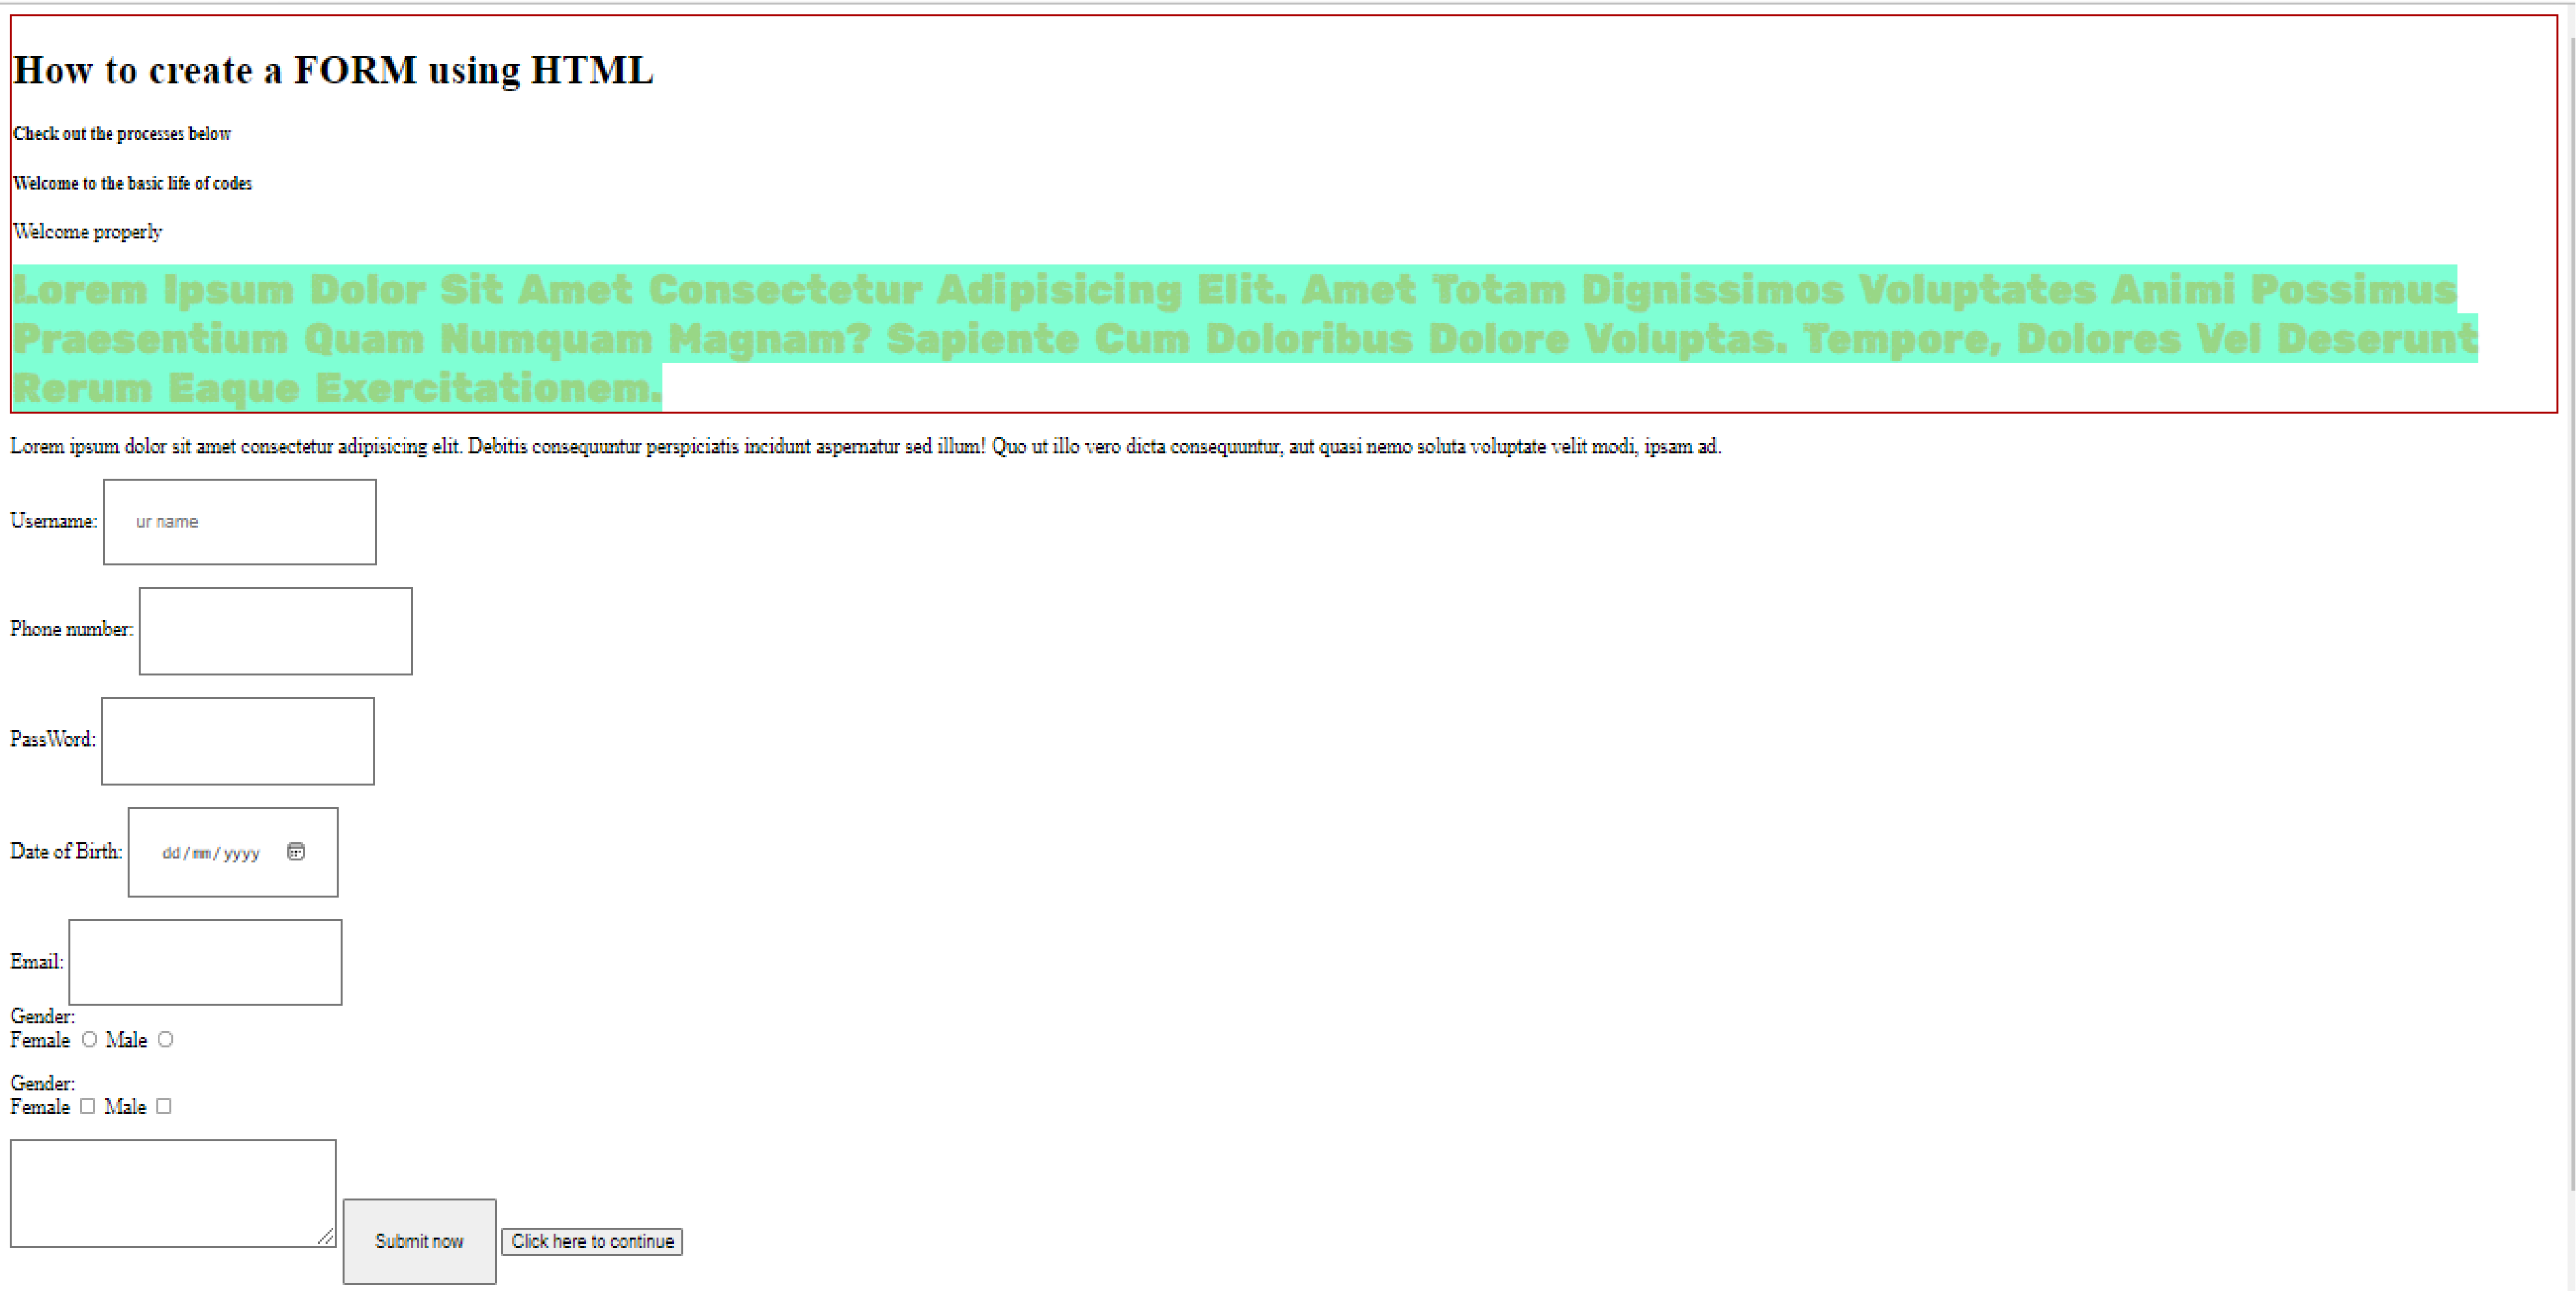 How to create a FORM using HTML
Check out the processes below
Welcome to the basic life of codes
Welcome properly
Lorem Ipsum Dolor Sit Amet Consectetur Adipisicing Elit. Amet Totam Dignissimos Voluptates Animi Possimus
Praesentium Quam Numquam Magnam? Sapiente Cum Doloribus Dolore Voluptas. Tempore, Dolores Vel Deserunt
Rerum Eaque Exercitationem.
Lorem ipsum dolor sit amet consectetur adipisicing elit. Debitis consequuntur perspiciatis incidunt aspernatur sed illum! Quo ut illo vero dicta consequuntur, aut quasi nemo soluta voluptate velit modi, ipsam ad.
Username: ur name
Phone number:
PassWord:
Date of Birth: dd/mm/yyyy
Email:
Gender:
Female Male
Gender:
Female Male
Submit now Click here to continue